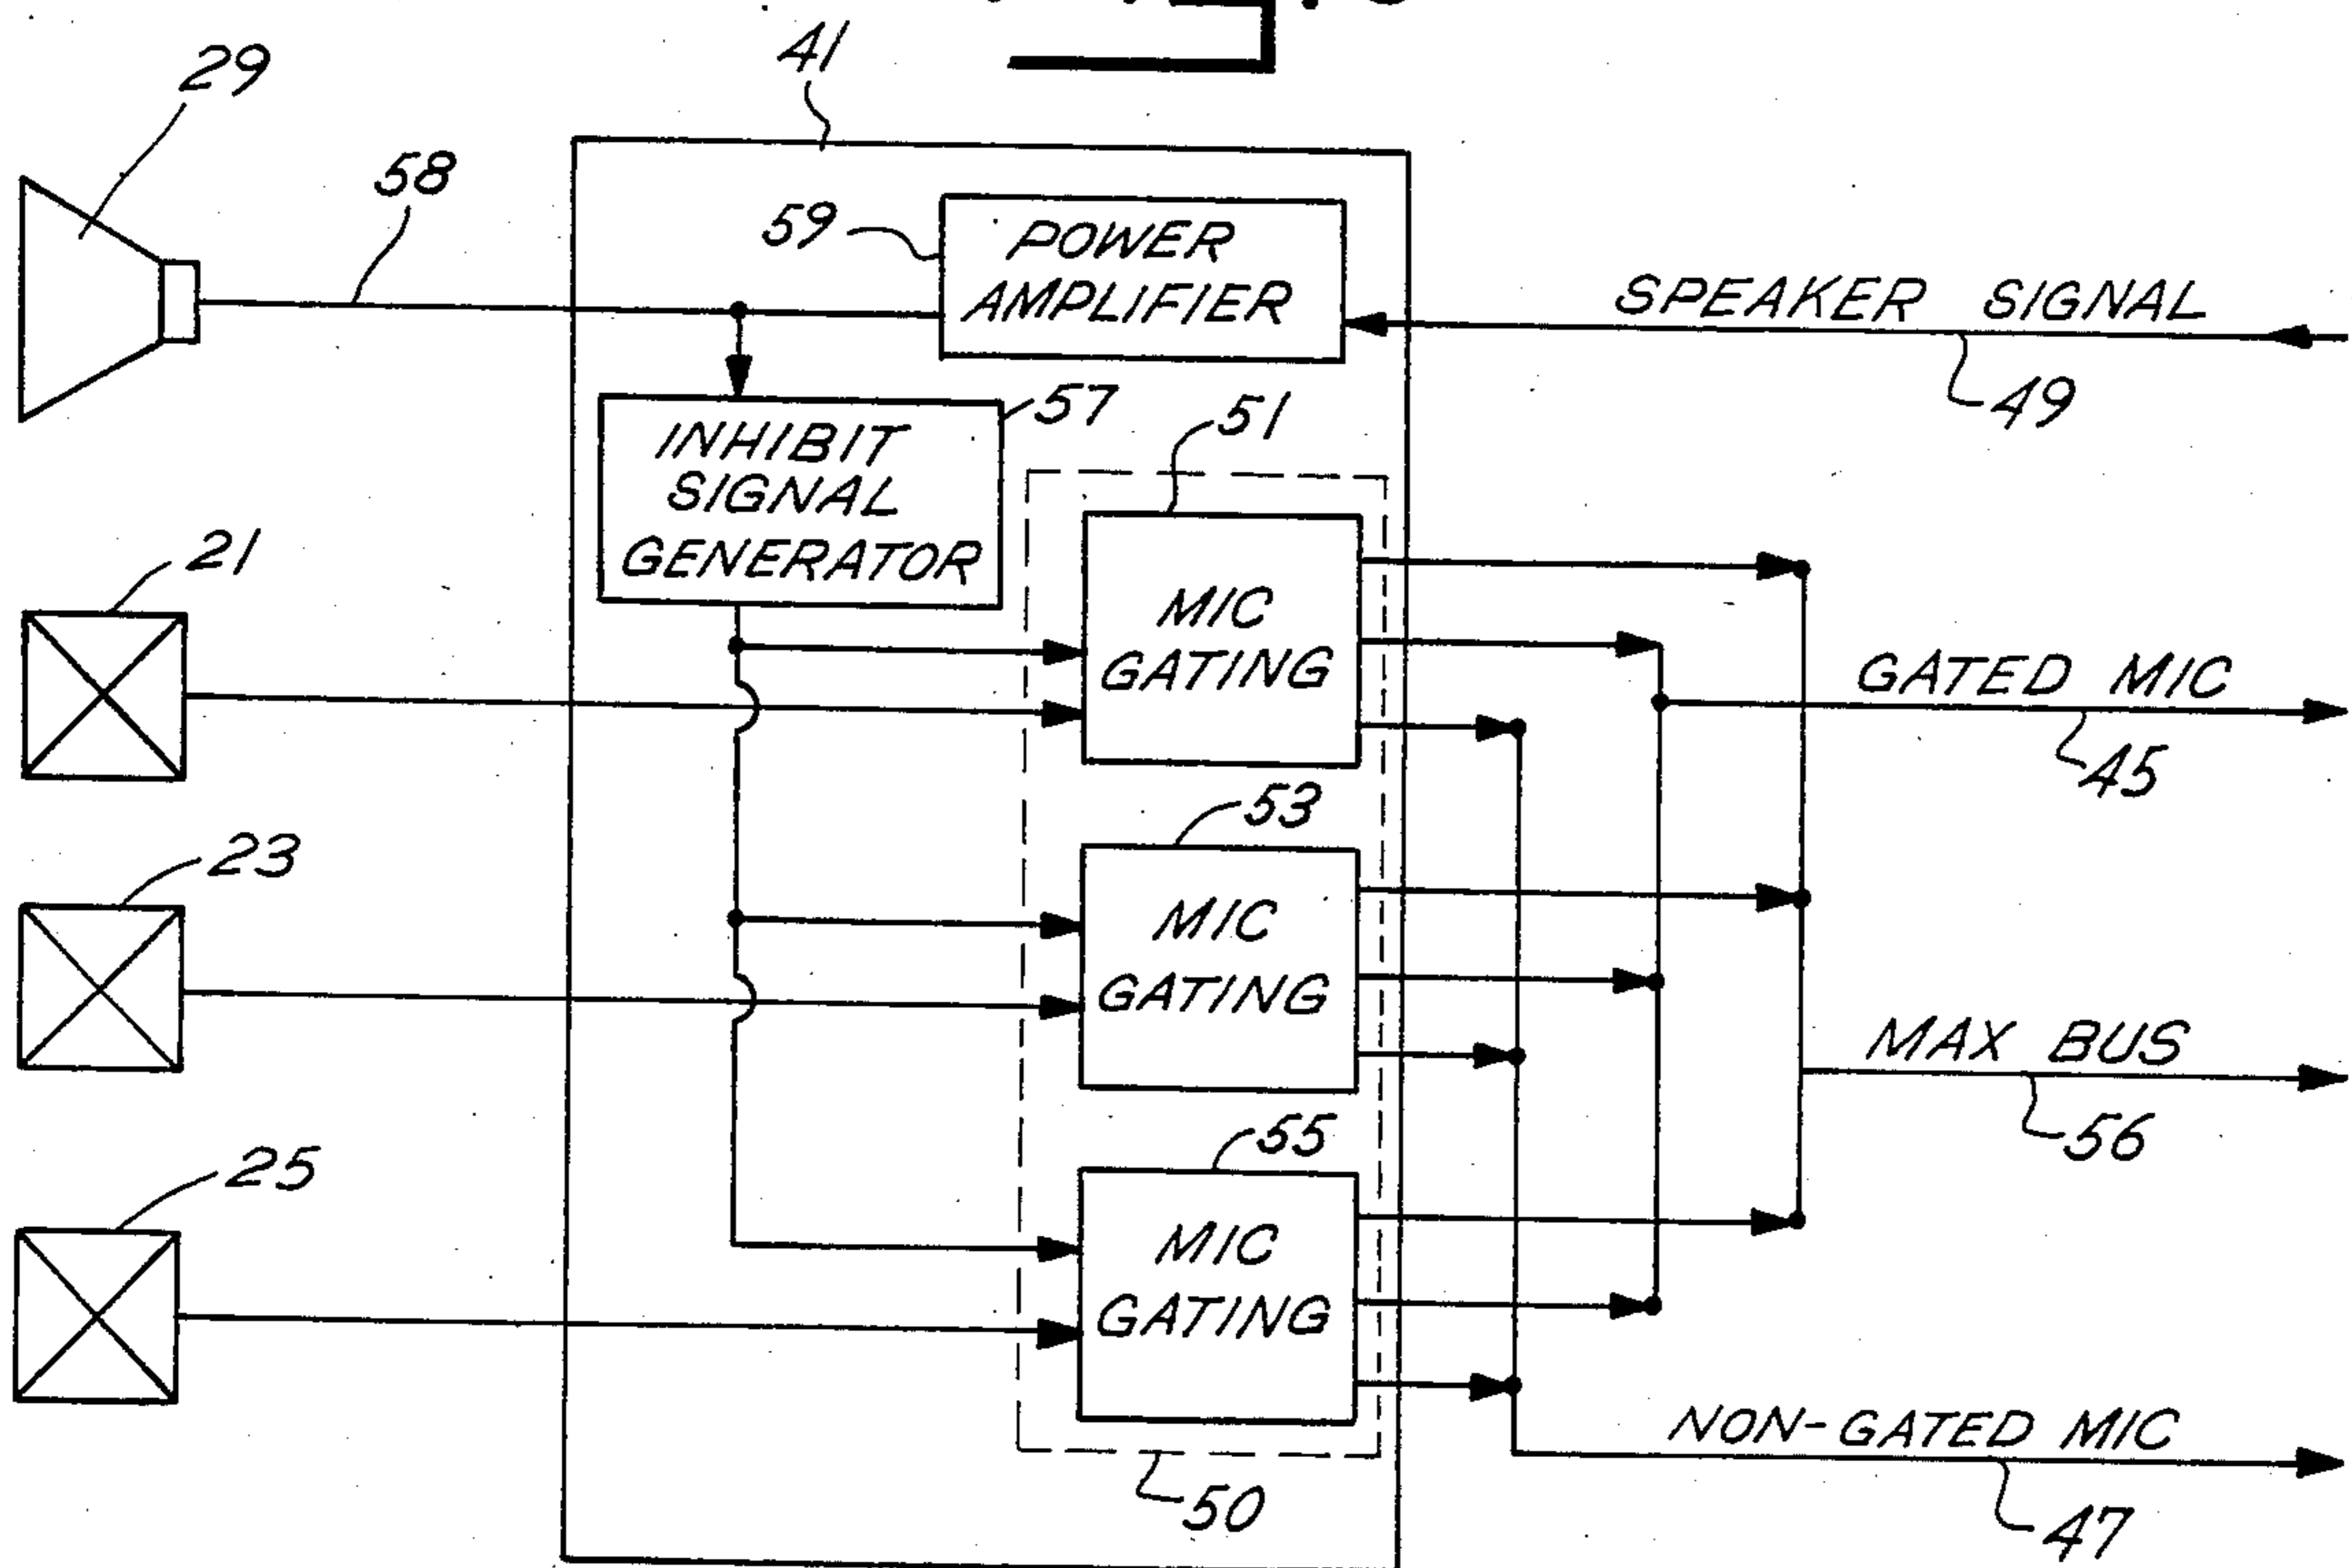 29
41
58
59
POWER
AMPLIFIER
SPEAKER SIGNAL
49
57
INHIBIT
SIGNAL
GENERATOR
51
21
MIC
GATING
GATED MIC
45
53
23
MIC
GATING
MAX BUS
56
55
25
MIC
GATING
NON-GATED MIC
47
50